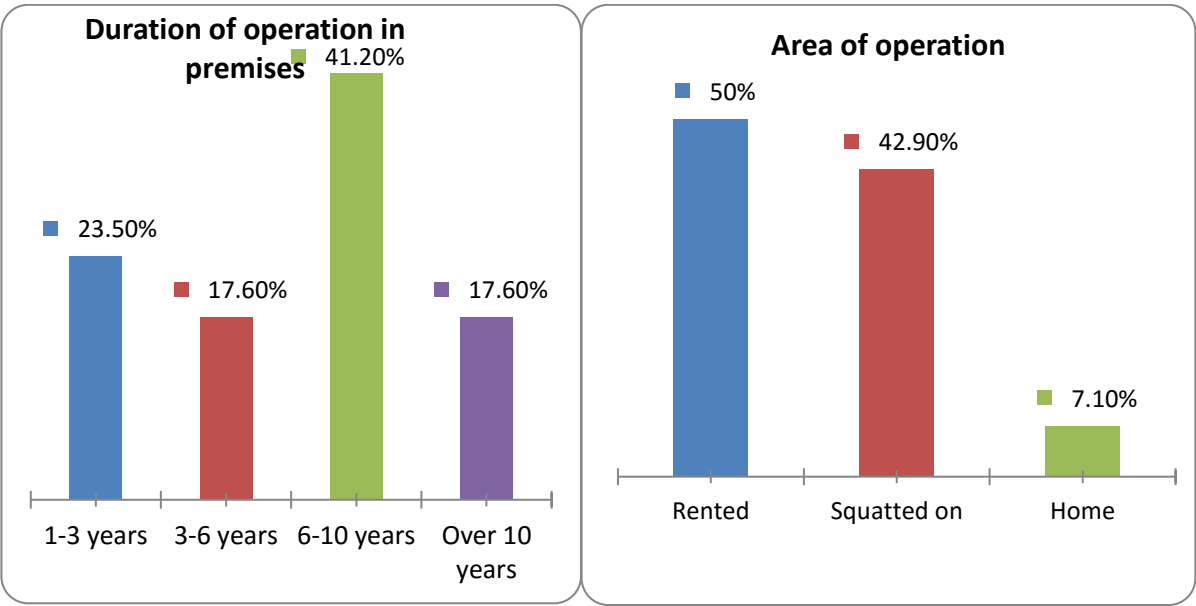 Duration of operation in
premises
41.20%
23.50%
17.60%
17.60%
1-3 years
3-6 years
6-10 years
Over 10
years
Area of operation
50%
42.90%
7.10%
Rented
Squatted on
Home